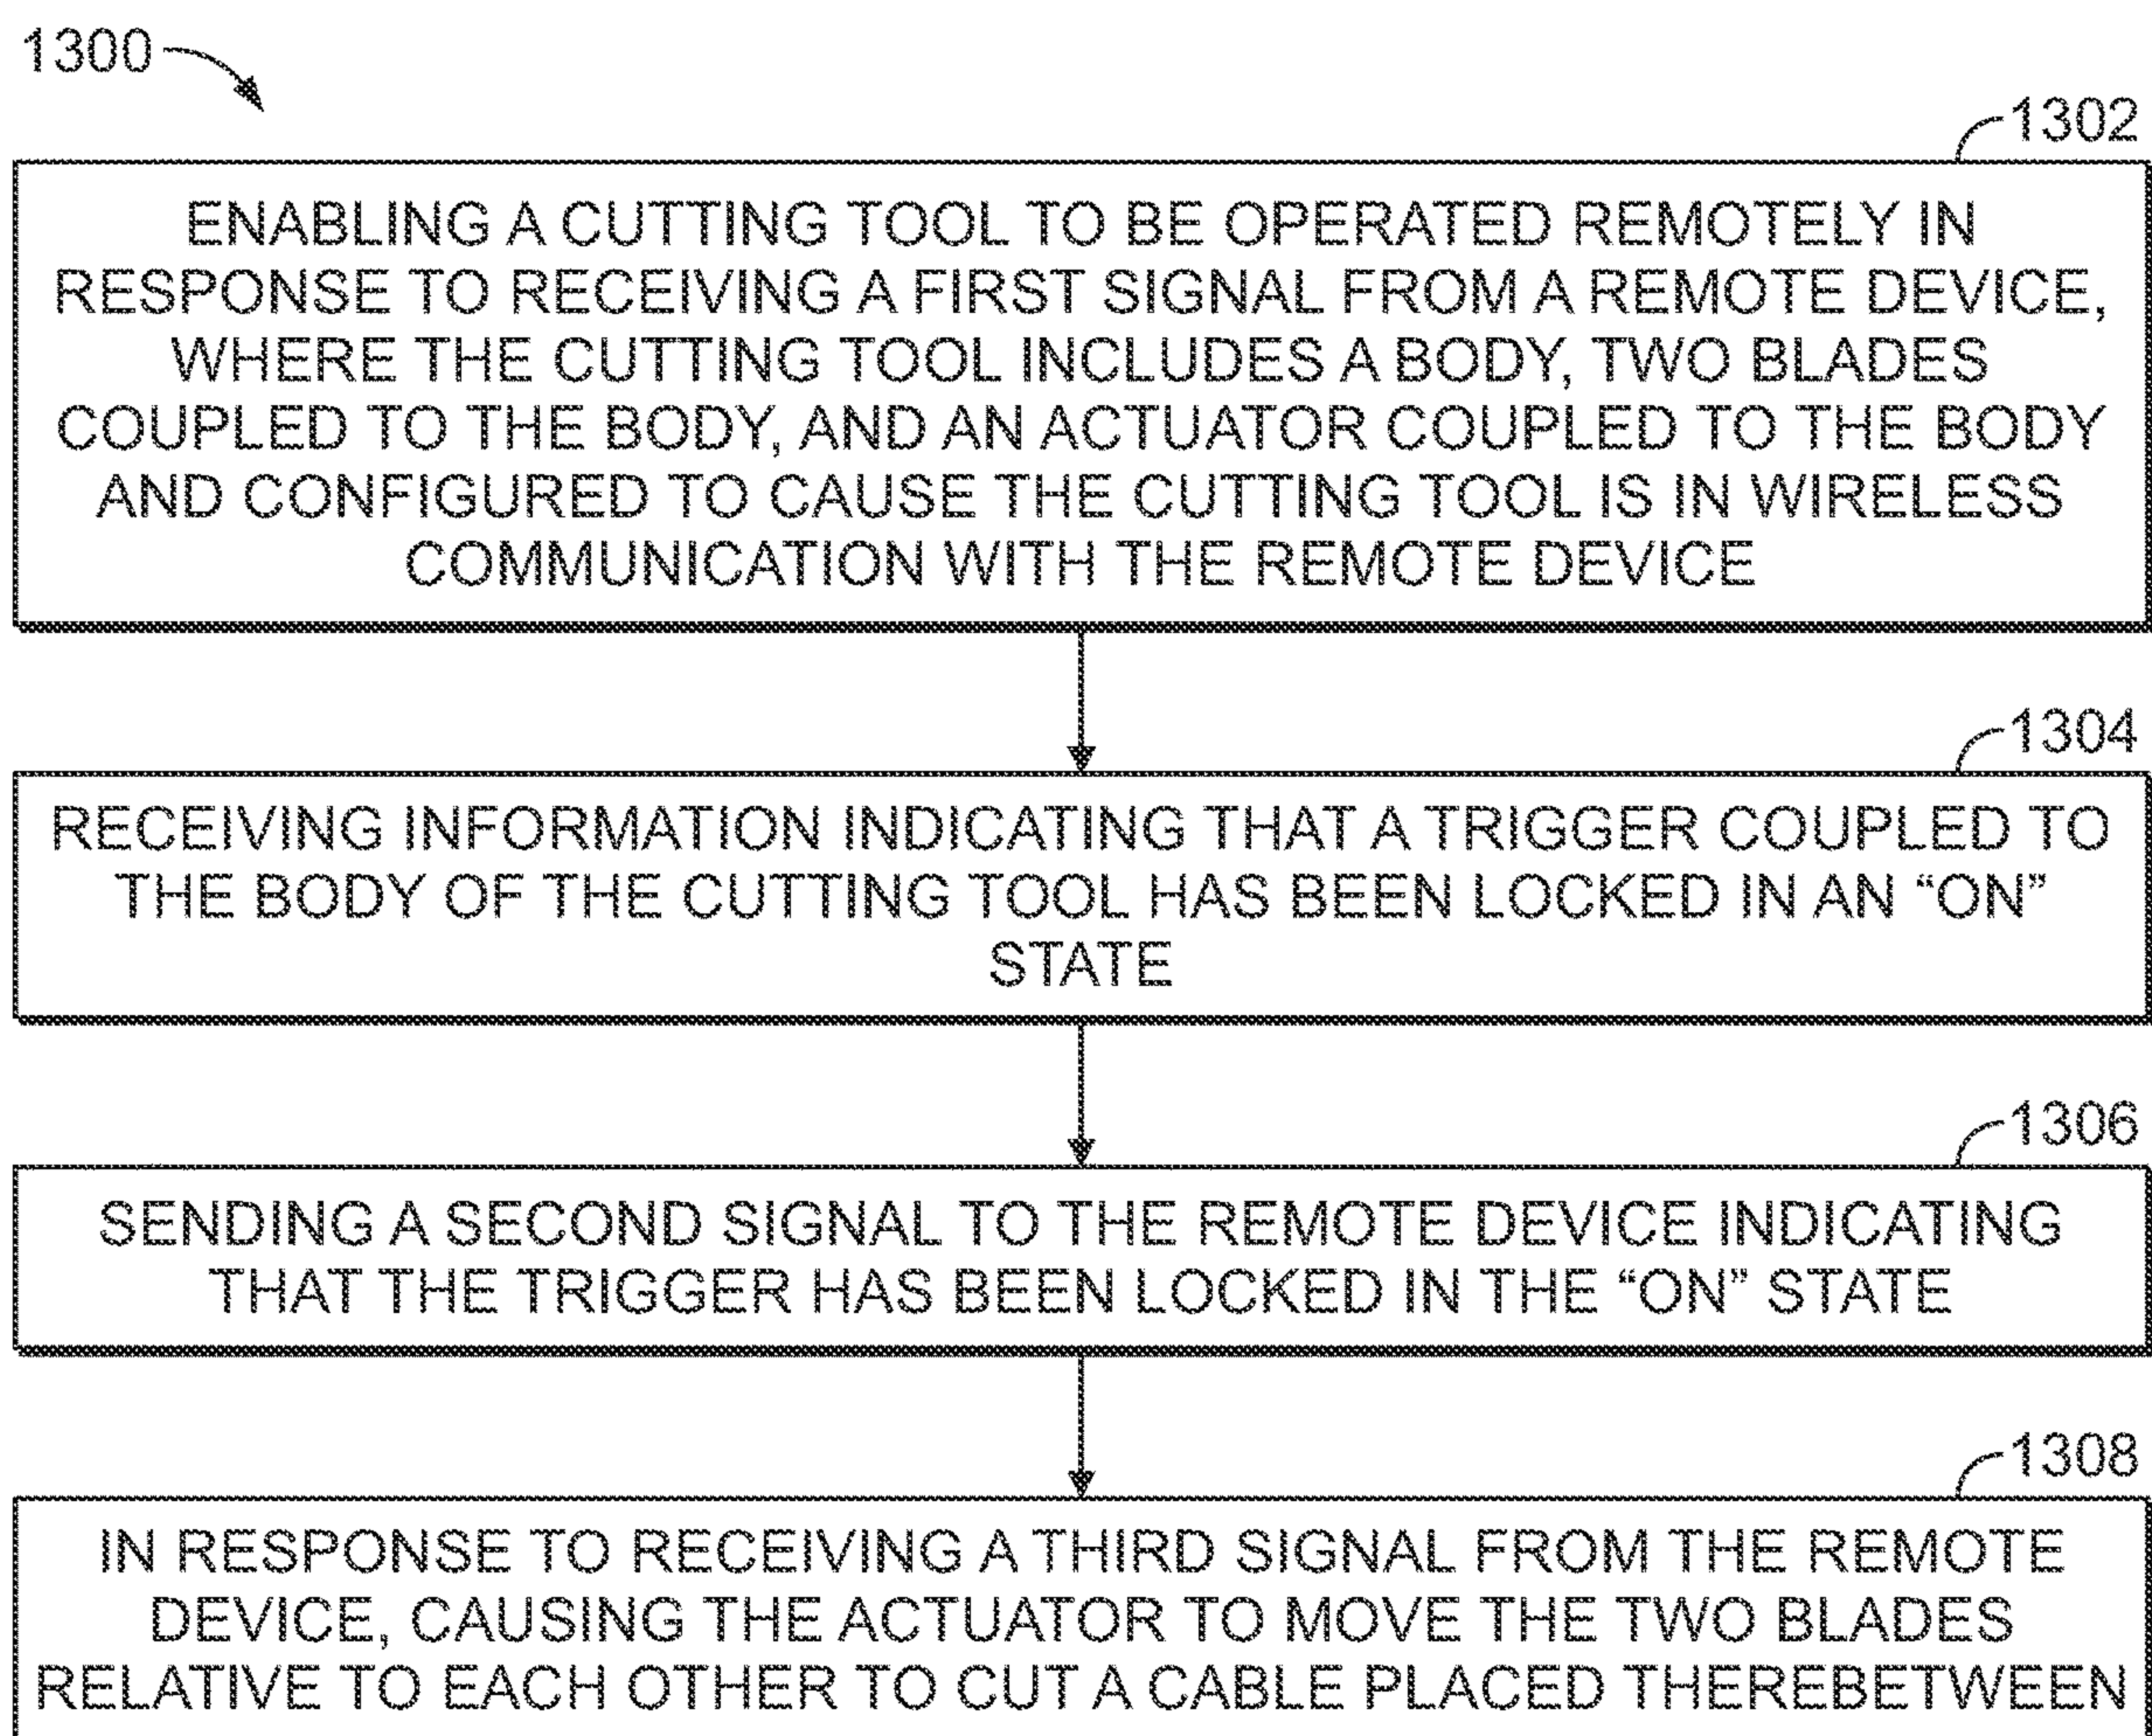 1300
1302
ENABLING A CUTTING TOOL TO BE OPERATED REMOTELY IN
RESPONSE TO RECEIVING A FIRST SIGNAL FROM A REMOTE DEVICE,
WHERE THE CUTTING TOOL INCLUDES A BODY, TWO BLADES
COUPLED TO THE BODY, AND AN ACTUATOR COUPLED TO THE BODY
AND CONFIGURED TO CAUSE THE CUTTING TOOL IS IN WIRELESS
COMMUNICATION WITH THE REMOTE DEVICE
1304
RECEIVING INFORMATION INDICATING THAT A TRIGGER COUPLED TO
THE BODY OF THE CUTTING TOOL HAS BEEN LOCKED IN AN “ON”
STATE
1306
SENDING A SECOND SIGNAL TO THE REMOTE DEVICE INDICATING
THAT THE TRIGGER HAS BEEN LOCKED IN THE “ON” STATE
1308
IN RESPONSE TO RECEIVING A THIRD SIGNAL FROM THE REMOTE
DEVICE, CAUSING THE ACTUATOR TO MOVE THE TWO BLADES
RELATIVE TO EACH OTHER TO CUT A CABLE PLACED THEREBETWEEN